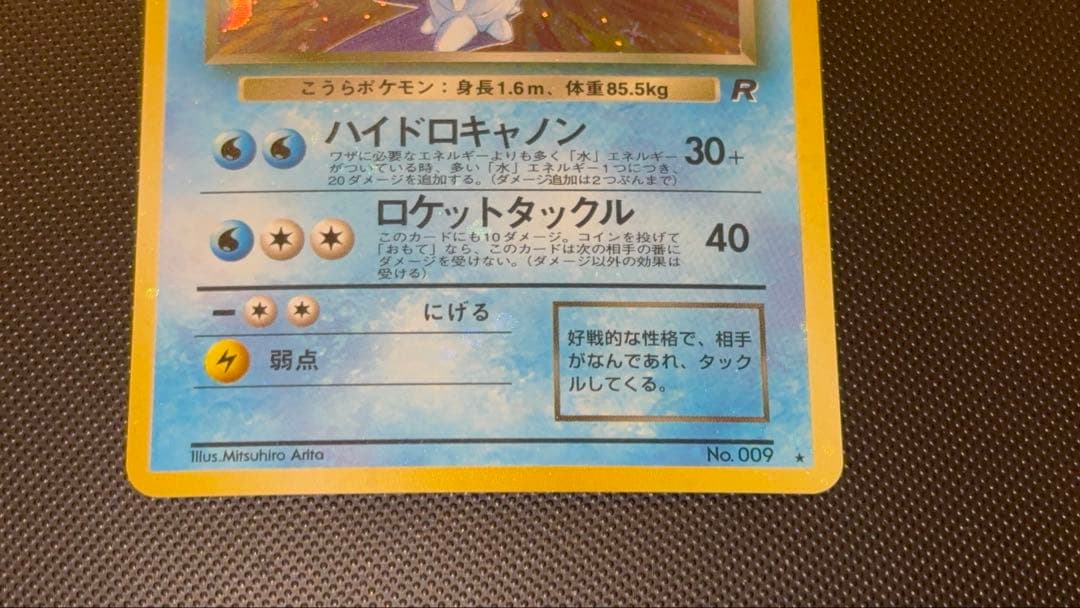 こうらポケモン：身長1.6m、体重85.5kg
R
ハイドロキャノン
30+
ワザに必要なエネルギーよりも多く「水」エネルギー
がついている時、多い「水」エネルギー1つにつき、
20ダメージを追加する。（ダメージ追加は2つぶんまで）
ロケットタックル
40
このカードにも10ダメージ。コインを投げて
「おもて」なら、このカードは次の相手の番に
ダメージを受けない。（ダメージ以外の効果は
受ける）
にげる
弱点
好戦的な性格で、相手
がなんであれ、タック
ルしてくる。
Illus. Mitsuhiro Arita
No. 009 ★